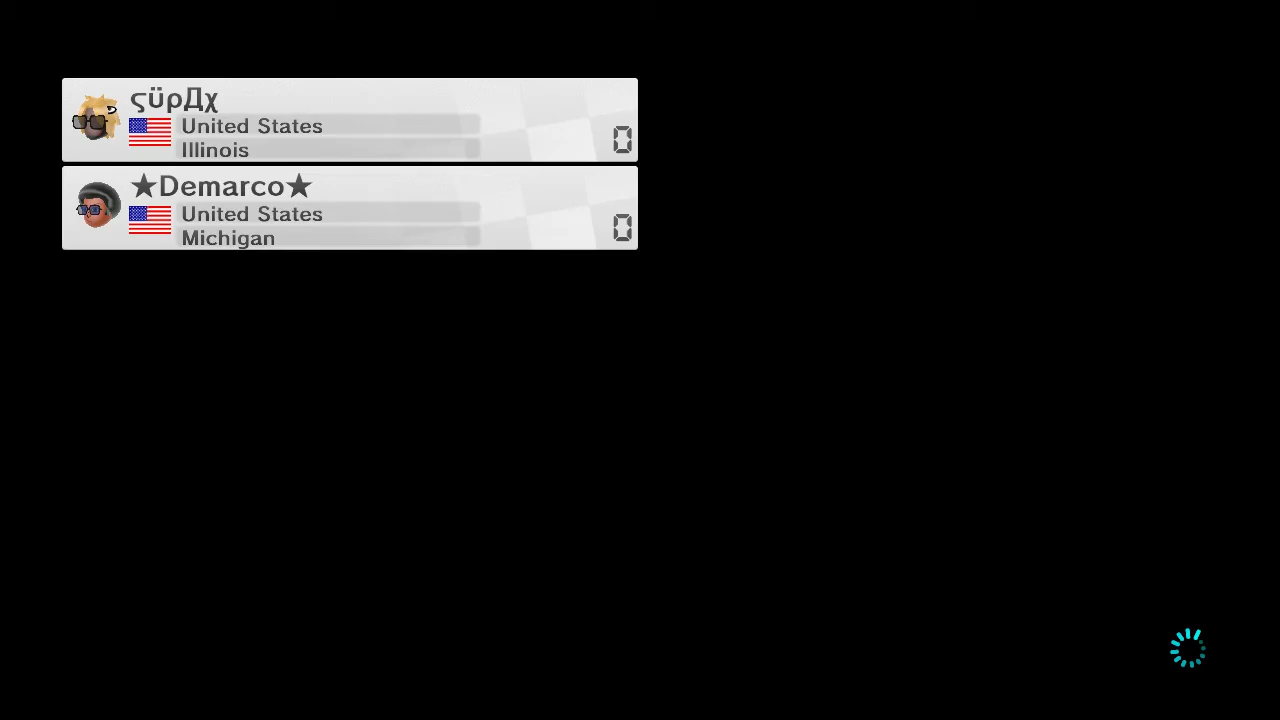 ςüρДχ
United States
Illinois
0
★Demarco★
United States
Michigan
0